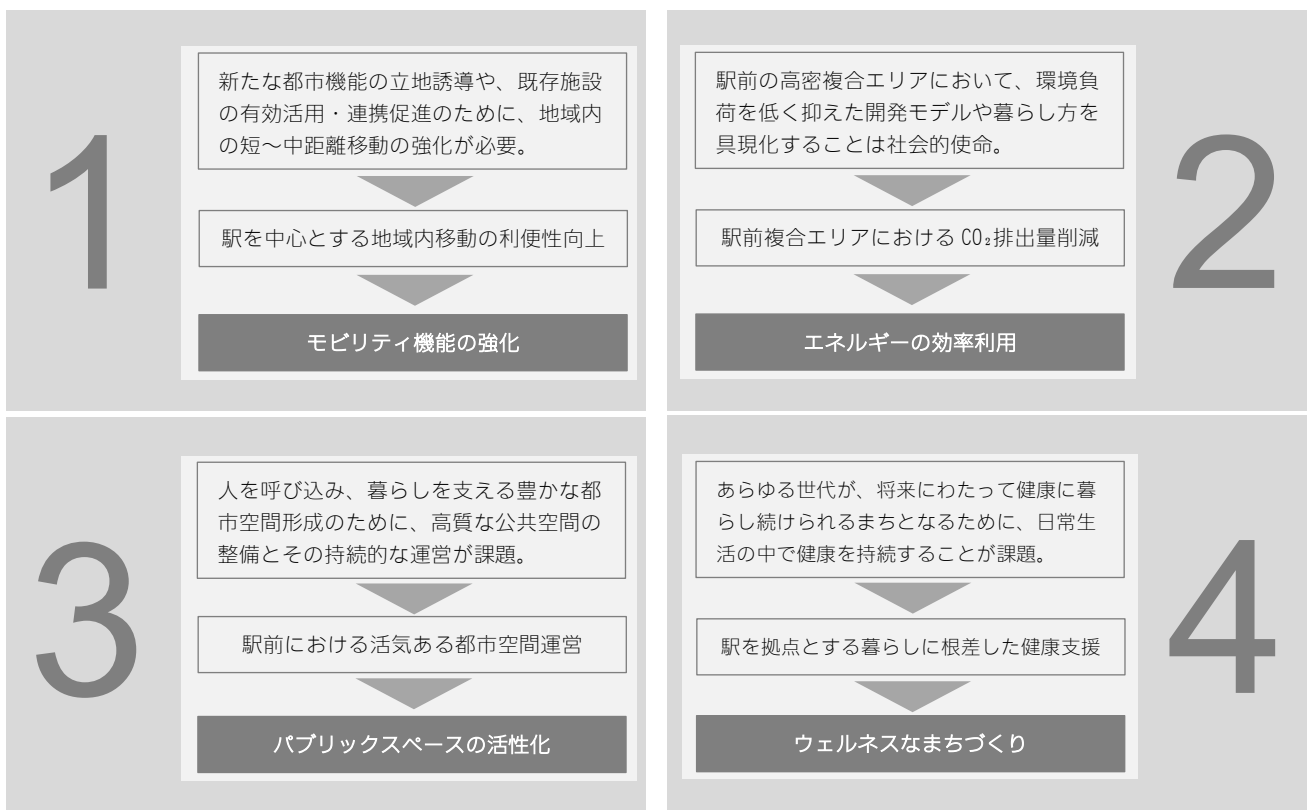 1
新たな都市機能の立地誘導や、既存施設
の有効活用・連携促進のために、地域内
の短～中距離移動の強化が必要。
駅を中心とする地域内移動の利便性向上
モビリティ機能の強化
2
駅前の高密複合エリアにおいて、環境負
荷を低く抑えた開発モデルや暮らし方を
具現化することは社会的使命。
駅前複合エリアにおける CO₂排出量削減
エネルギーの効率利用
3
人を呼び込み、暮らしを支える豊かな都
市空間形成のために、高質な公共空間の
整備とその持続的な運営が課題。
駅前における活気ある都市空間運営
パブリックスペースの活性化
4
あらゆる世代が、将来にわたって健康に暮
らし続けられるまちとなるために、日常生
活の中で健康を持続することが課題。
駅を拠点とする暮らしに根差した健康支援
ウェルネスなまちづくり